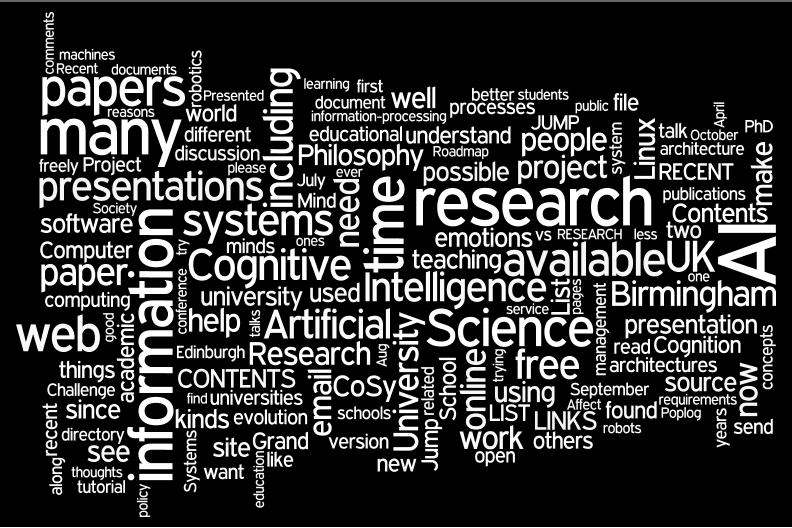 comments
machines
Recent documents
papers
robotics
Presented
reasons
many
world
different
discussion
including
learning first
document well
information-processing
better students
processes
public file
educational understand
JUMP
people
system
Linux
talk October
April
PhD
architecture
make
freely Project
please
Philosophy
Roadmap
possible project
RECENT
presentations
July
ever
Mind
need
time
research
publications
Contents
Society
software
systems
information
try
minds
ones
emotions vs RESEARCH less two
AI
Computer
paper
Cognitive
teaching available UK
one
computing
conference
university used Intelligence
List
pages
Birmingham
service
management
web
good
academic
help
talks
Artificial
Science
presentation
Edinburgh Research
Aug
University
read Cognition
concepts
things
CONTENTS
CoSy
School
online
trying
free
architectures
Challenge
find universities
email
related
using
September
source
now
since
kinds evolution
schools
LIST
Affect
requirements
recent
directory
LINKS found Poplog
see
Systems
site Grand
version
Jump
work others
robots
years
send
along
thoughts
want like
education
new
open
tutorial
policy